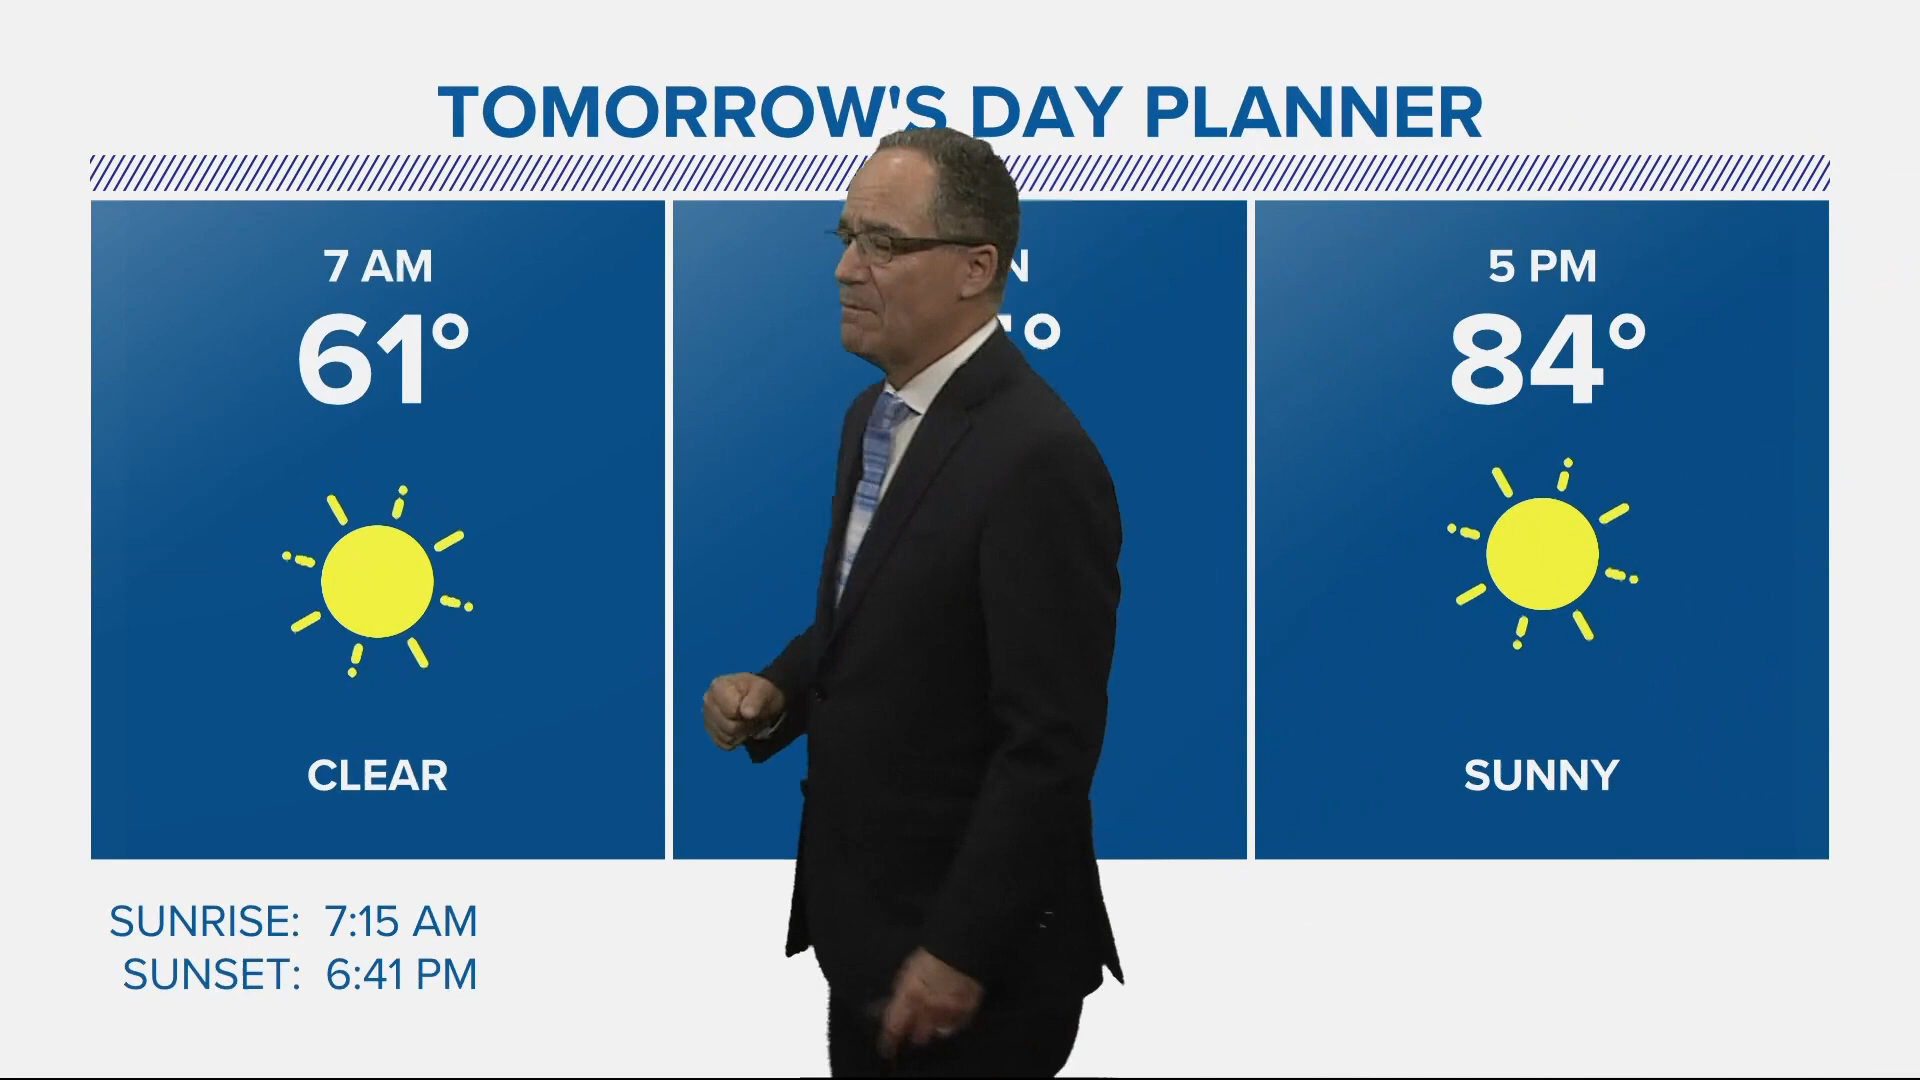 TOMORROW'S DAY PLANNER
7 AM
61°
CLEAR
5 PM
84°
SUNNY
SUNRISE: 7:15 AM
SUNSET: 6:41 PM